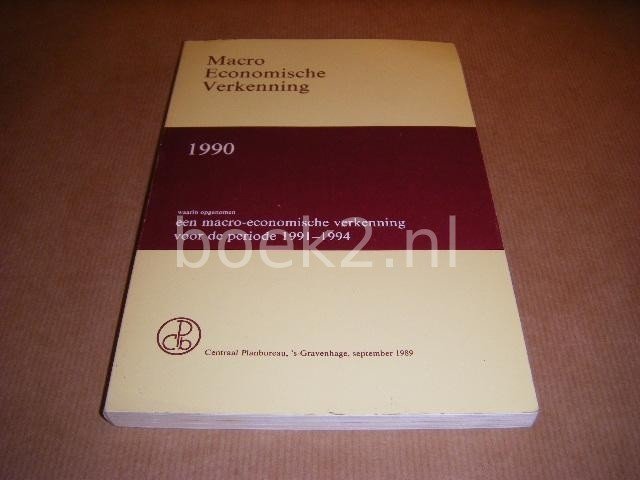 Macro
Economische
Verkenning
1990
waarin opgenomen
een macro-economische verkenning
voor de periode 1991–1994
boek2.nl
CPb
Centraal Planbureau, 's-Gravenhage, september 1989